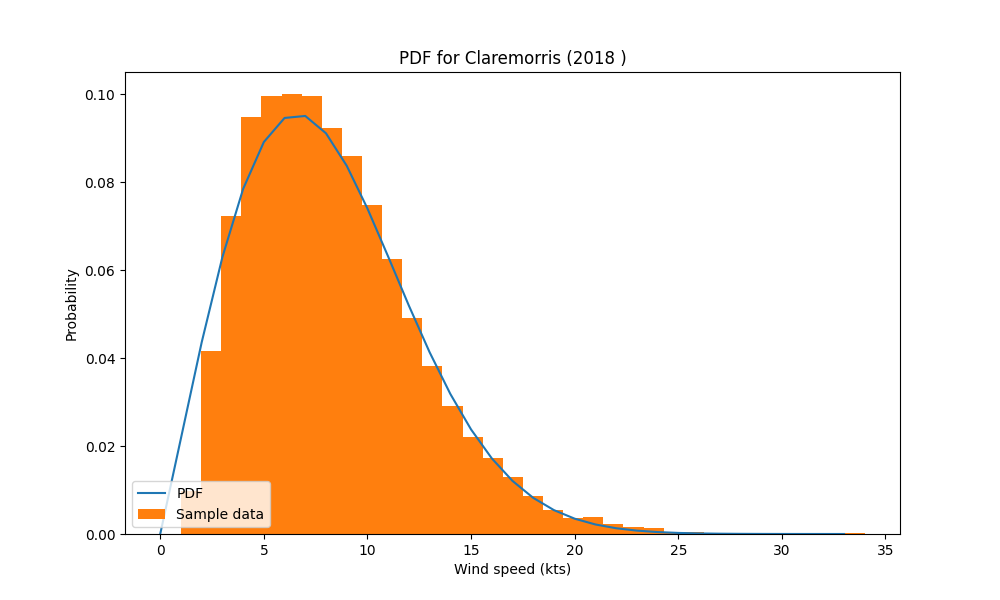 PDF for Claremorris (2018 )
Probability
0.10
0.08
0.06
0.04
0.02
0.00
PDF
Sample data
0 5 10 15 20 25 30 35
Wind speed (kts)